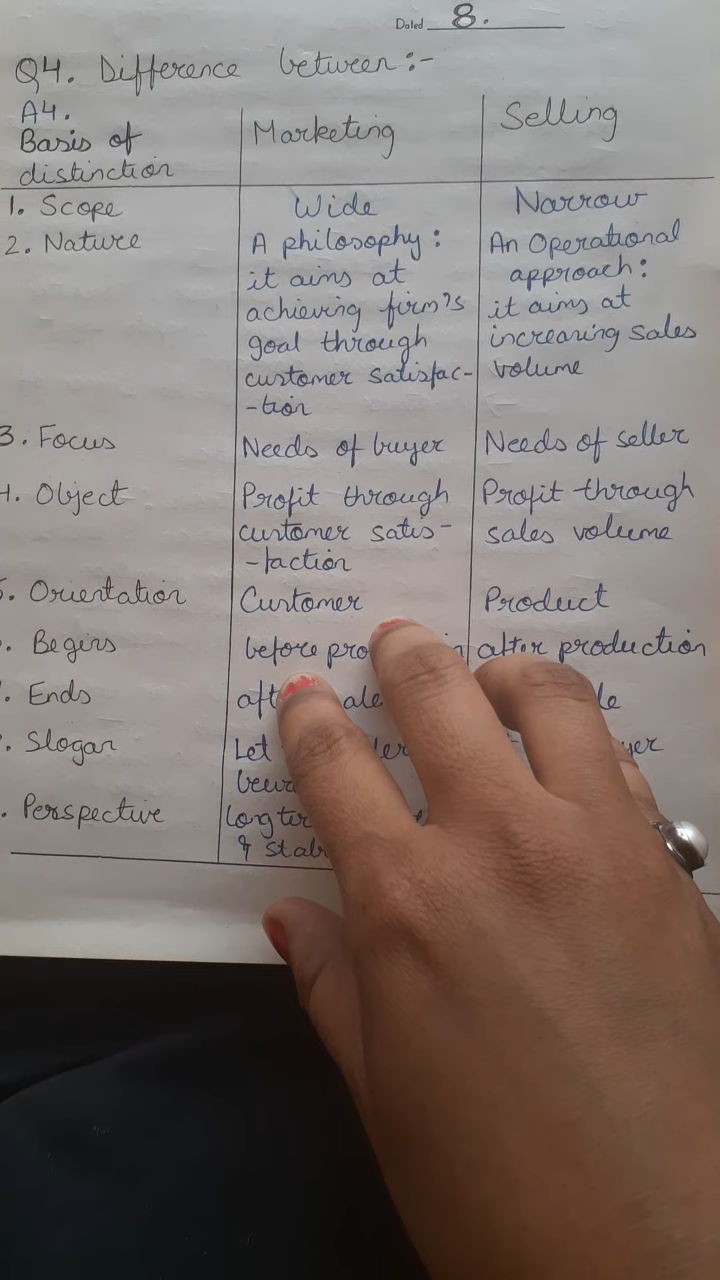 Dated 8.
Q4. Difference between :-
A4.
Basis of distinction
Marketing
Selling
1. Scope
Wide
Narrow
2. Nature
A philosophy:
it aims at
achieving firm's
goal through
customer satisfac-
-tion
An Operational
approach:
it aims at
increasing sales
volume
3. Focus
Needs of buyer
Needs of seller
Object
Profit through
customer satis-
-faction
Profit through
sales volume
Orientation
Customer
Product
Begins
before
after production
Ends
Slogan
Let
Perspective
long
&